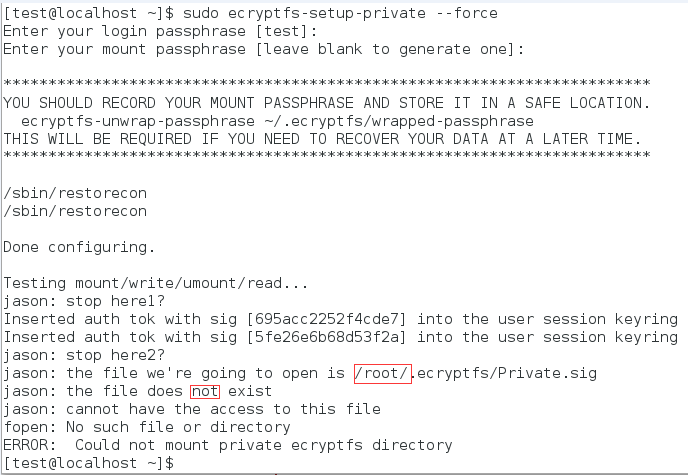 [test@localhost ~]$ sudo ecryptfs-setup-private --force
Enter your login passphrase [test]:
Enter your mount passphrase [leave blank to generate one]:
************************************************************************
YOU SHOULD RECORD YOUR MOUNT PASSPHRASE AND STORE IT IN A SAFE LOCATION.
  ecryptfs-unwrap-passphrase ~/.ecryptfs/wrapped-passphrase
THIS WILL BE REQUIRED IF YOU NEED TO RECOVER YOUR DATA AT A LATER TIME.
************************************************************************
/sbin/restorecon
/sbin/restorecon
Done configuring.
Testing mount/write/umount/read...
jason: stop here1?
Inserted auth tok with sig [695acc2252f4cde7] into the user session keyring
Inserted auth tok with sig [5fe26e6b68d53f2a] into the user session keyring
jason: stop here2?
jason: the file we're going to open is /root/.ecryptfs/Private.sig
jason: the file does not exist
jason: cannot have the access to this file
fopen: No such file or directory
ERROR:  Could not mount private ecryptfs directory
[test@localhost ~]$